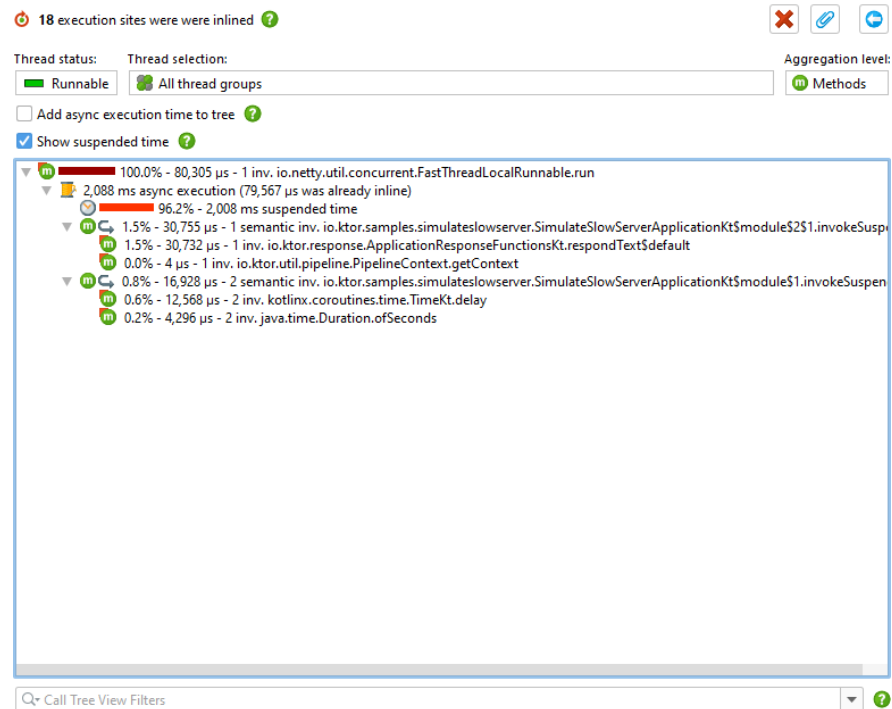 18 execution sites were were inlined
Thread status: Thread selection: Aggregation level:
Runnable All thread groups Methods
Add async execution time to tree
Show suspended time
100.0% - 80,305 µs - 1 inv. io.netty.util.concurrent.FastThreadLocalRunnable.run
2,088 ms async execution (79,567 µs was already inline)
96.2% - 2,008 ms suspended time
1.5% - 30,755 µs - 1 semantic inv. io.ktor.samples.simulateslowserver.SimulateSlowServerApplicationKt$module$2$1.invokeSusp
1.5% - 30,732 µs - 1 inv. io.ktor.response.ApplicationResponseFunctionsKt.respondText$default
0.0% - 4 µs - 1 inv. io.ktor.util.pipeline.PipelineContext.getContext
0.8% - 16,928 µs - 2 semantic inv. io.ktor.samples.simulateslowserver.SimulateSlowServerApplicationKt$module$1.invokeSuspen
0.6% - 12,568 µs - 2 inv. kotlinx.coroutines.time.TimeKt.delay
0.2% - 4,296 µs - 2 inv. java.time.Duration.ofSeconds
Call Tree View Filters